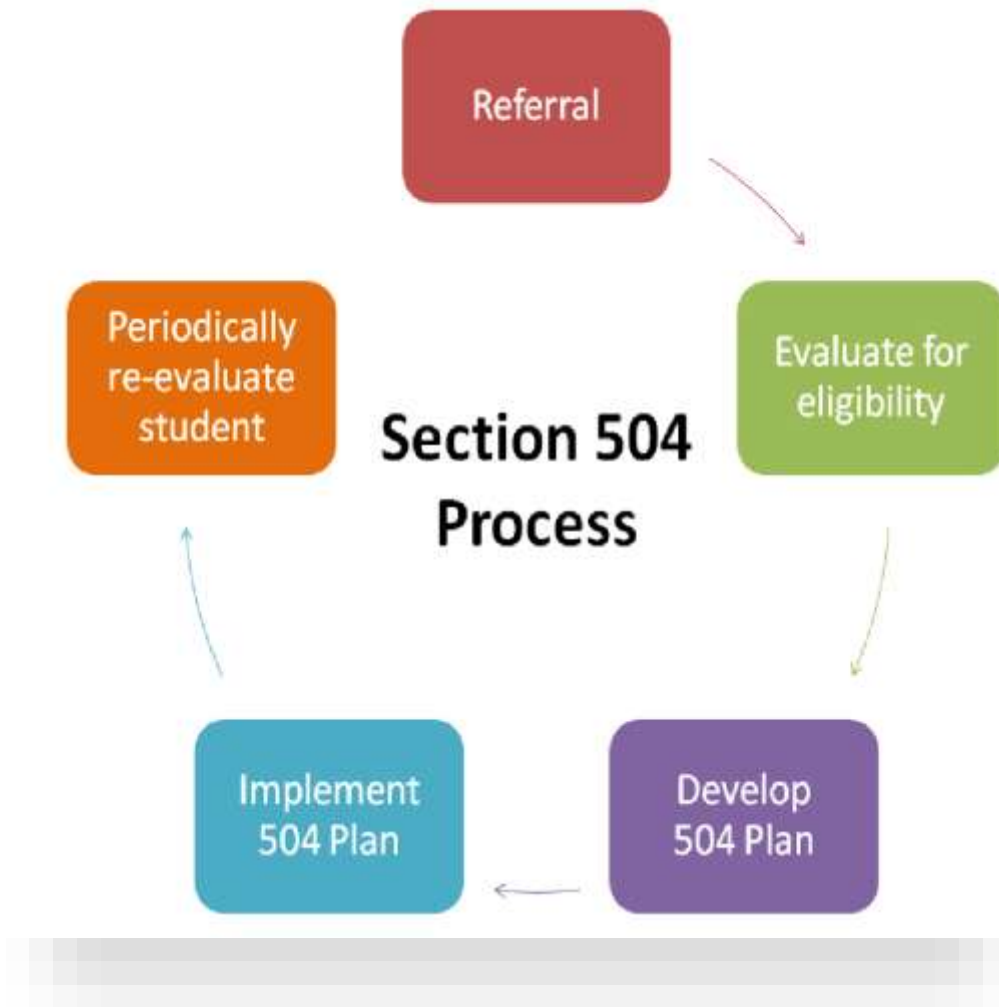 Referral
Evaluate for
eligibility
Develop
504 Plan
Implement
504 Plan
Periodically
re-evaluate
student
Section 504
Process